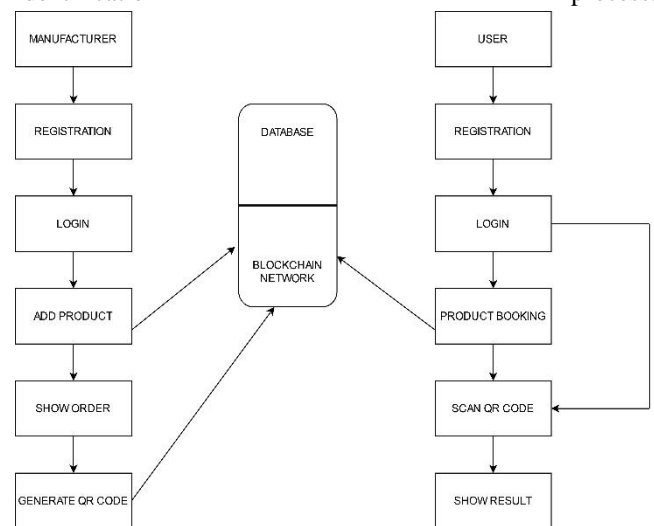 process.
MANUFACTURER
REGISTRATION
LOGIN
ADD PRODUCT
SHOW ORDER
GENERATE QR CODE
DATABASE
BLOCKCHAIN
NETWORK
USER
REGISTRATION
LOGIN
PRODUCT BOOKING
SCAN QR CODE
SHOW RESULT